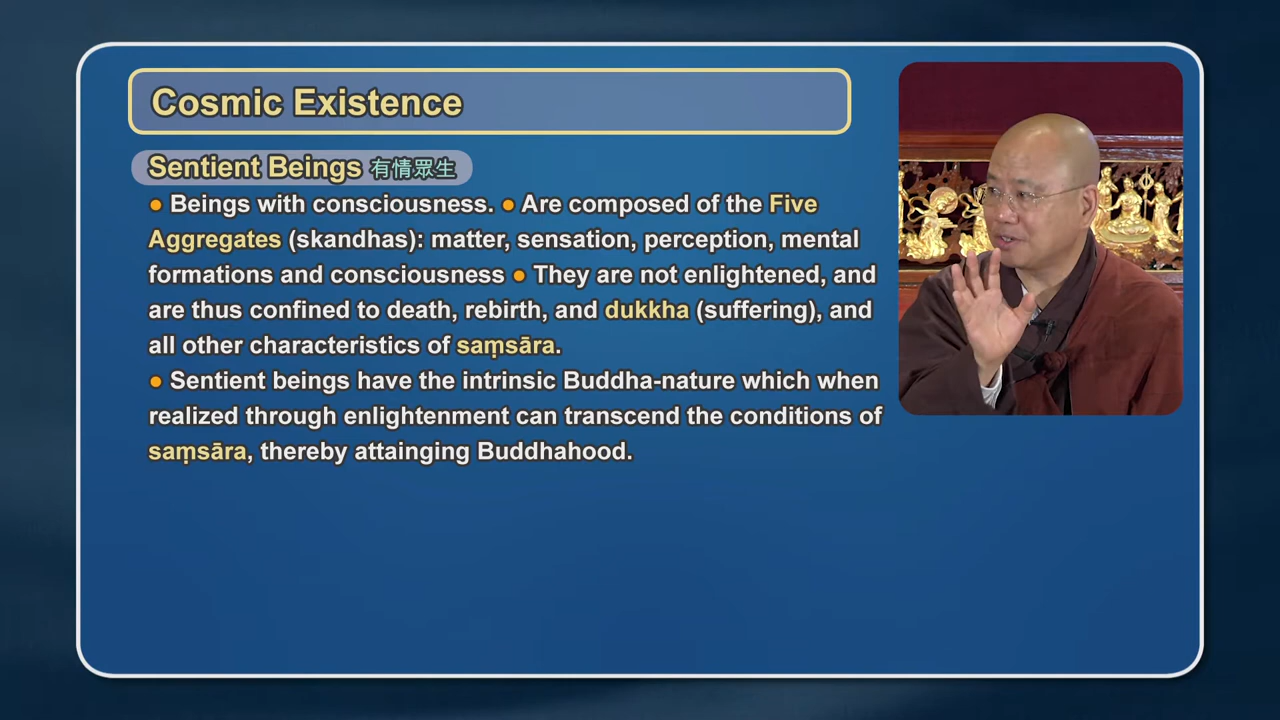 Cosmic Existence
Sentient Beings 有情眾生
● Beings with consciousness. ● Are composed of the Five
Aggregates (skandhas): matter, sensation, perception, mental
formations and consciousness ● They are not enlightened, and
are thus confined to death, rebirth, and dukkha (suffering), and
all other characteristics of saṃsāra.
● Sentient beings have the intrinsic Buddha-nature which when
realized through enlightenment can transcend the conditions of
saṃsāra, thereby attainging Buddhahood.